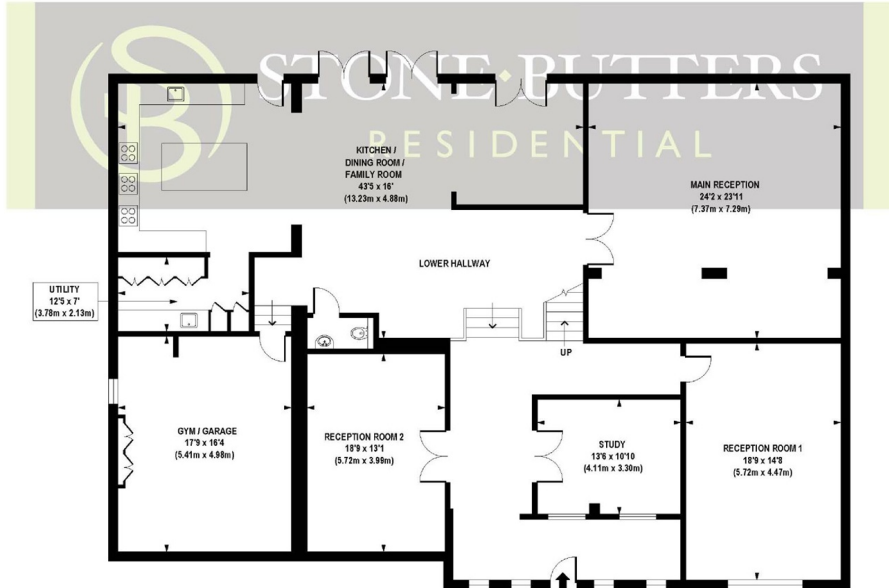 STONE·BUTTERS
RESIDENTIAL
KITCHEN /
DINING ROOM /
FAMILY ROOM
43'5 x 16'
(13.23m x 4.88m)
MAIN RECEPTION
24'2 x 23'11
(7.37m x 7.29m)
LOWER HALLWAY
UTILITY
12'5 x 7'
(3.78m x 2.13m)
UP
GYM / GARAGE
17'9 x 16'4
(5.41m x 4.98m)
RECEPTION ROOM 2
18'9 x 13'1
(5.72m x 3.99m)
STUDY
13'6 x 10'10
(4.11m x 3.30m)
RECEPTION ROOM 1
18'9 x 14'8
(5.72m x 4.47m)